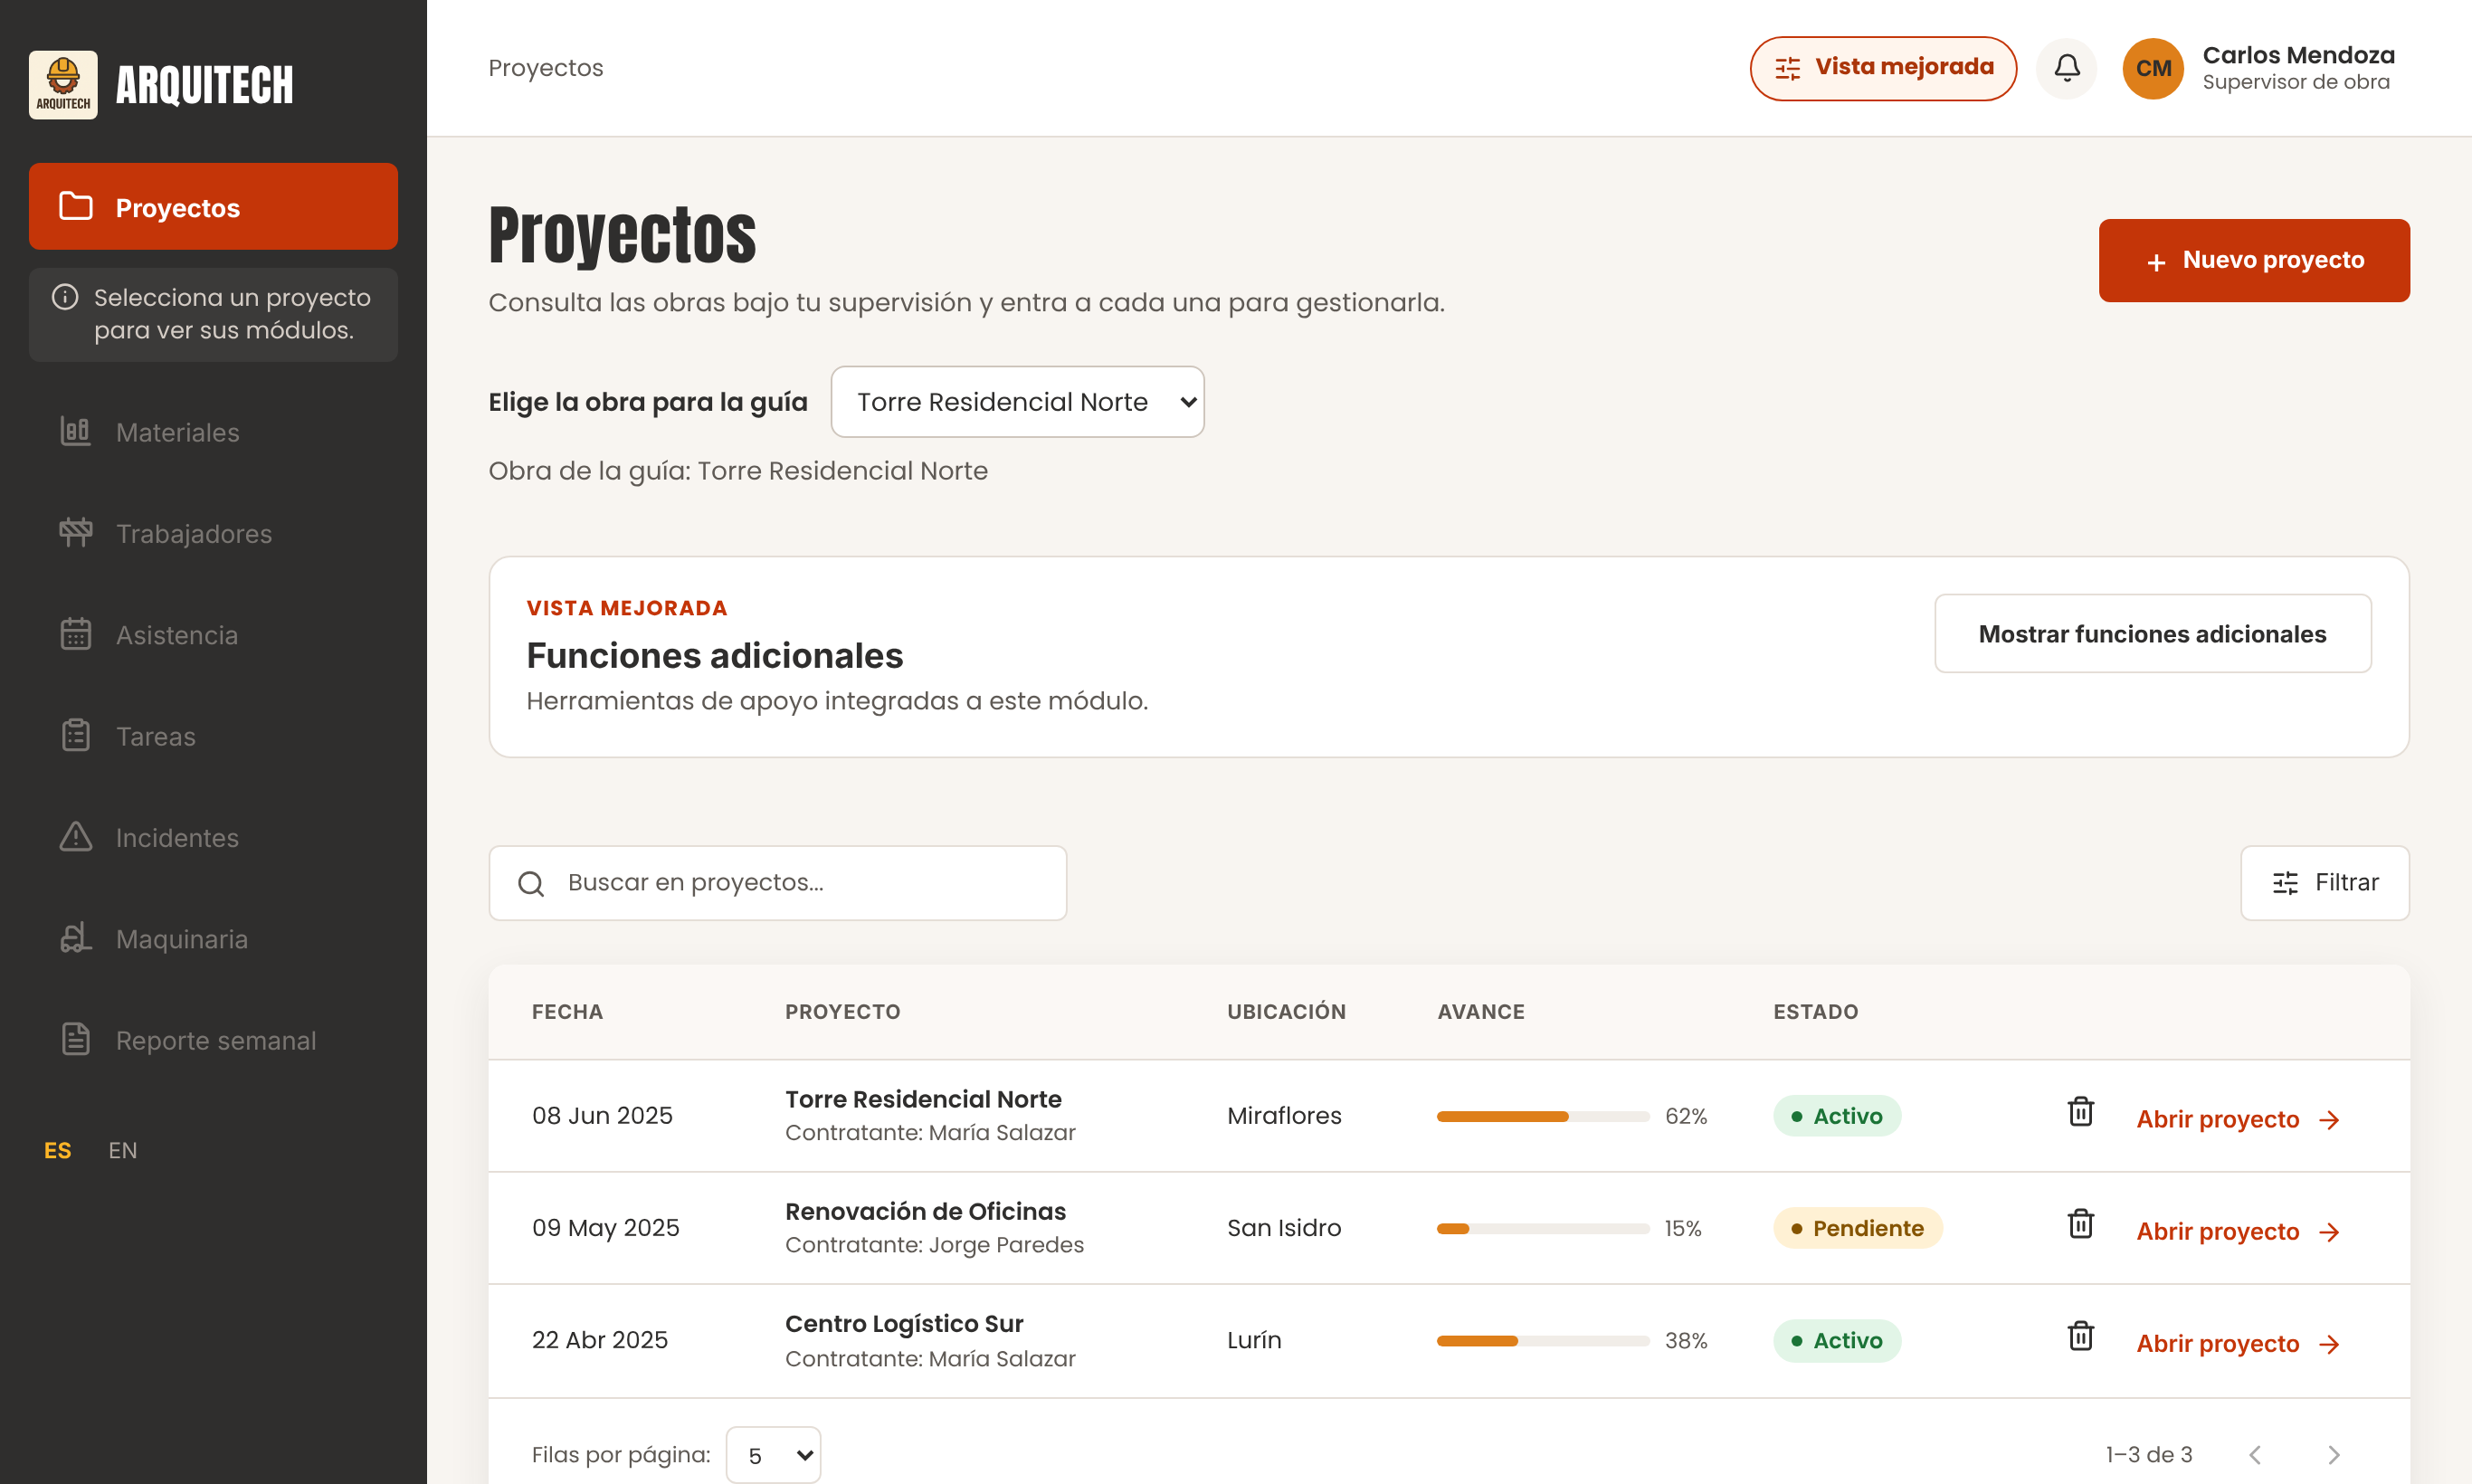 ARQUITECH
ARQUITECH
Proyectos
Selecciona un proyecto
para ver sus módulos.
Materiales
Trabajadores
Asistencia
Tareas
Incidentes
Maquinaria
Reporte semanal
ES EN
Proyectos
Vista mejorada
CM
Carlos Mendoza
Supervisor de obra
Proyectos
Consulta las obras bajo tu supervisión y entra a cada una para gestionarla.
+ Nuevo proyecto
Elige la obra para la guía Torre Residencial Norte
Obra de la guía: Torre Residencial Norte
VISTA MEJORADA
Funciones adicionales
Herramientas de apoyo integradas a este módulo.
Mostrar funciones adicionales
Buscar en proyectos...
Filtrar
FECHA PROYECTO UBICACIÓN AVANCE ESTADO
08 Jun 2025 Torre Residencial Norte Miraflores 62% Activo Abrir proyecto →
Contratante: María Salazar
09 May 2025 Renovación de Oficinas San Isidro 15% Pendiente Abrir proyecto →
Contratante: Jorge Paredes
22 Abr 2025 Centro Logístico Sur Lurín 38% Activo Abrir proyecto →
Contratante: María Salazar
Filas por página: 5 1–3 de 3